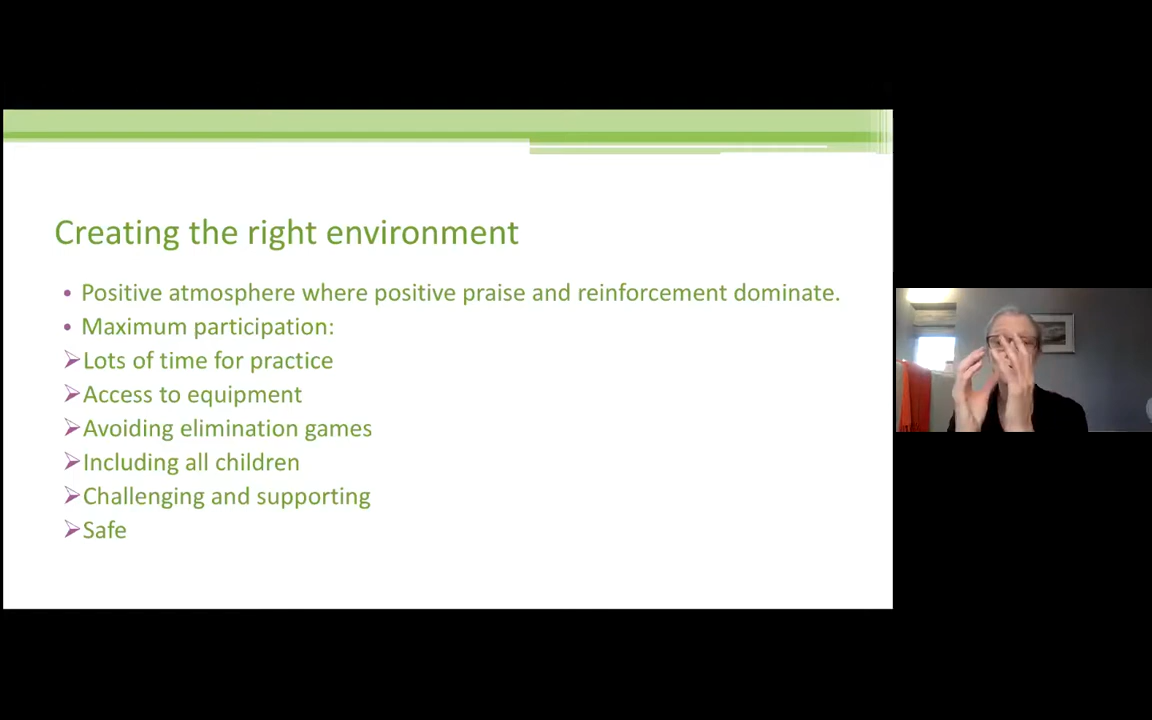 Creating the right environment
• Positive atmosphere where positive praise and reinforcement dominate.
• Maximum participation:
➢Lots of time for practice
➢Access to equipment
➢Avoiding elimination games
➢Including all children
➢Challenging and supporting
➢Safe